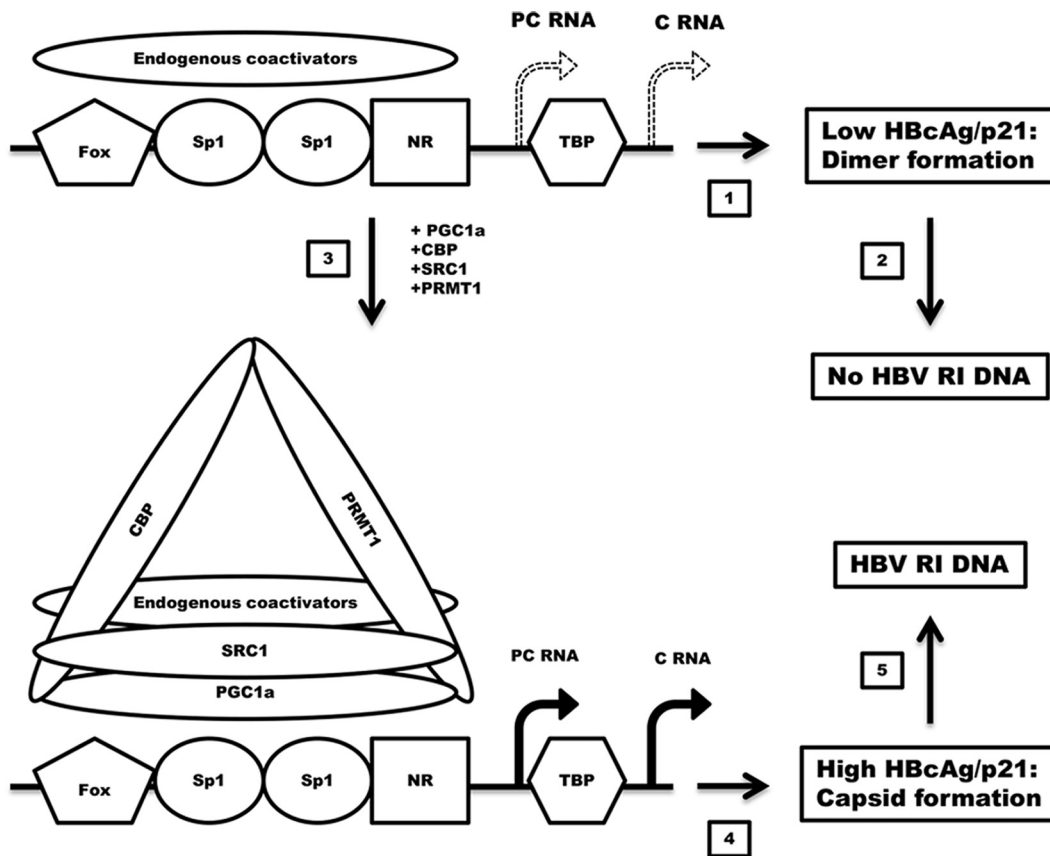 PC RNA
C RNA
Endogenous coactivators
Fox
Sp1
Sp1
NR
TBP
Low HBcAg/p21:
Dimer formation
1
+ PGC1a
+CBP
+SRC1
+PRMT1
3
2
No HBV RI DNA
CBP
PRMT1
HBV RI DNA
Endogenous coactivators
SRC1
PGC1a
PC RNA
C RNA
5
Fox
Sp1
Sp1
NR
TBP
High HBcAg/p21:
Capsid formation
4